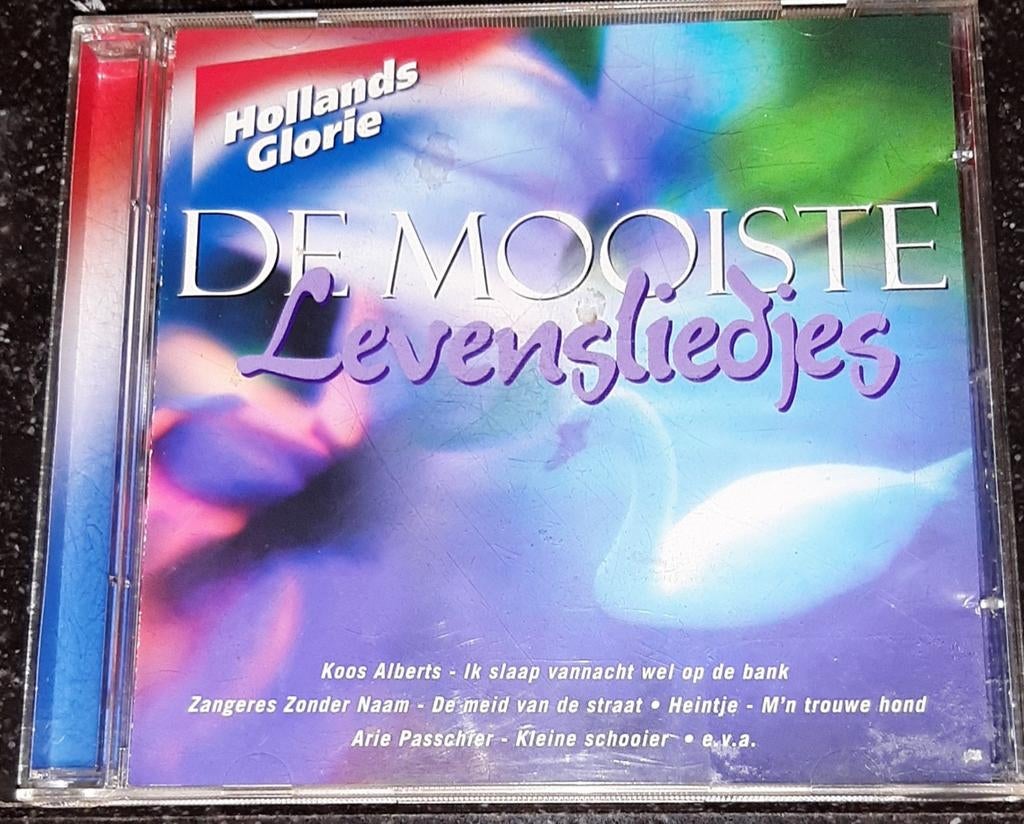 Hollands
Glorie
DE MOOISTE
Levensliedjes
Koos Alberts - Ik slaap vannacht wel op de bank
Zangeres Zonder Naam - De meid van de straat • Heintje - M'n trouwe hond
Arie Passchier - Kleine schooier • e.v.a.